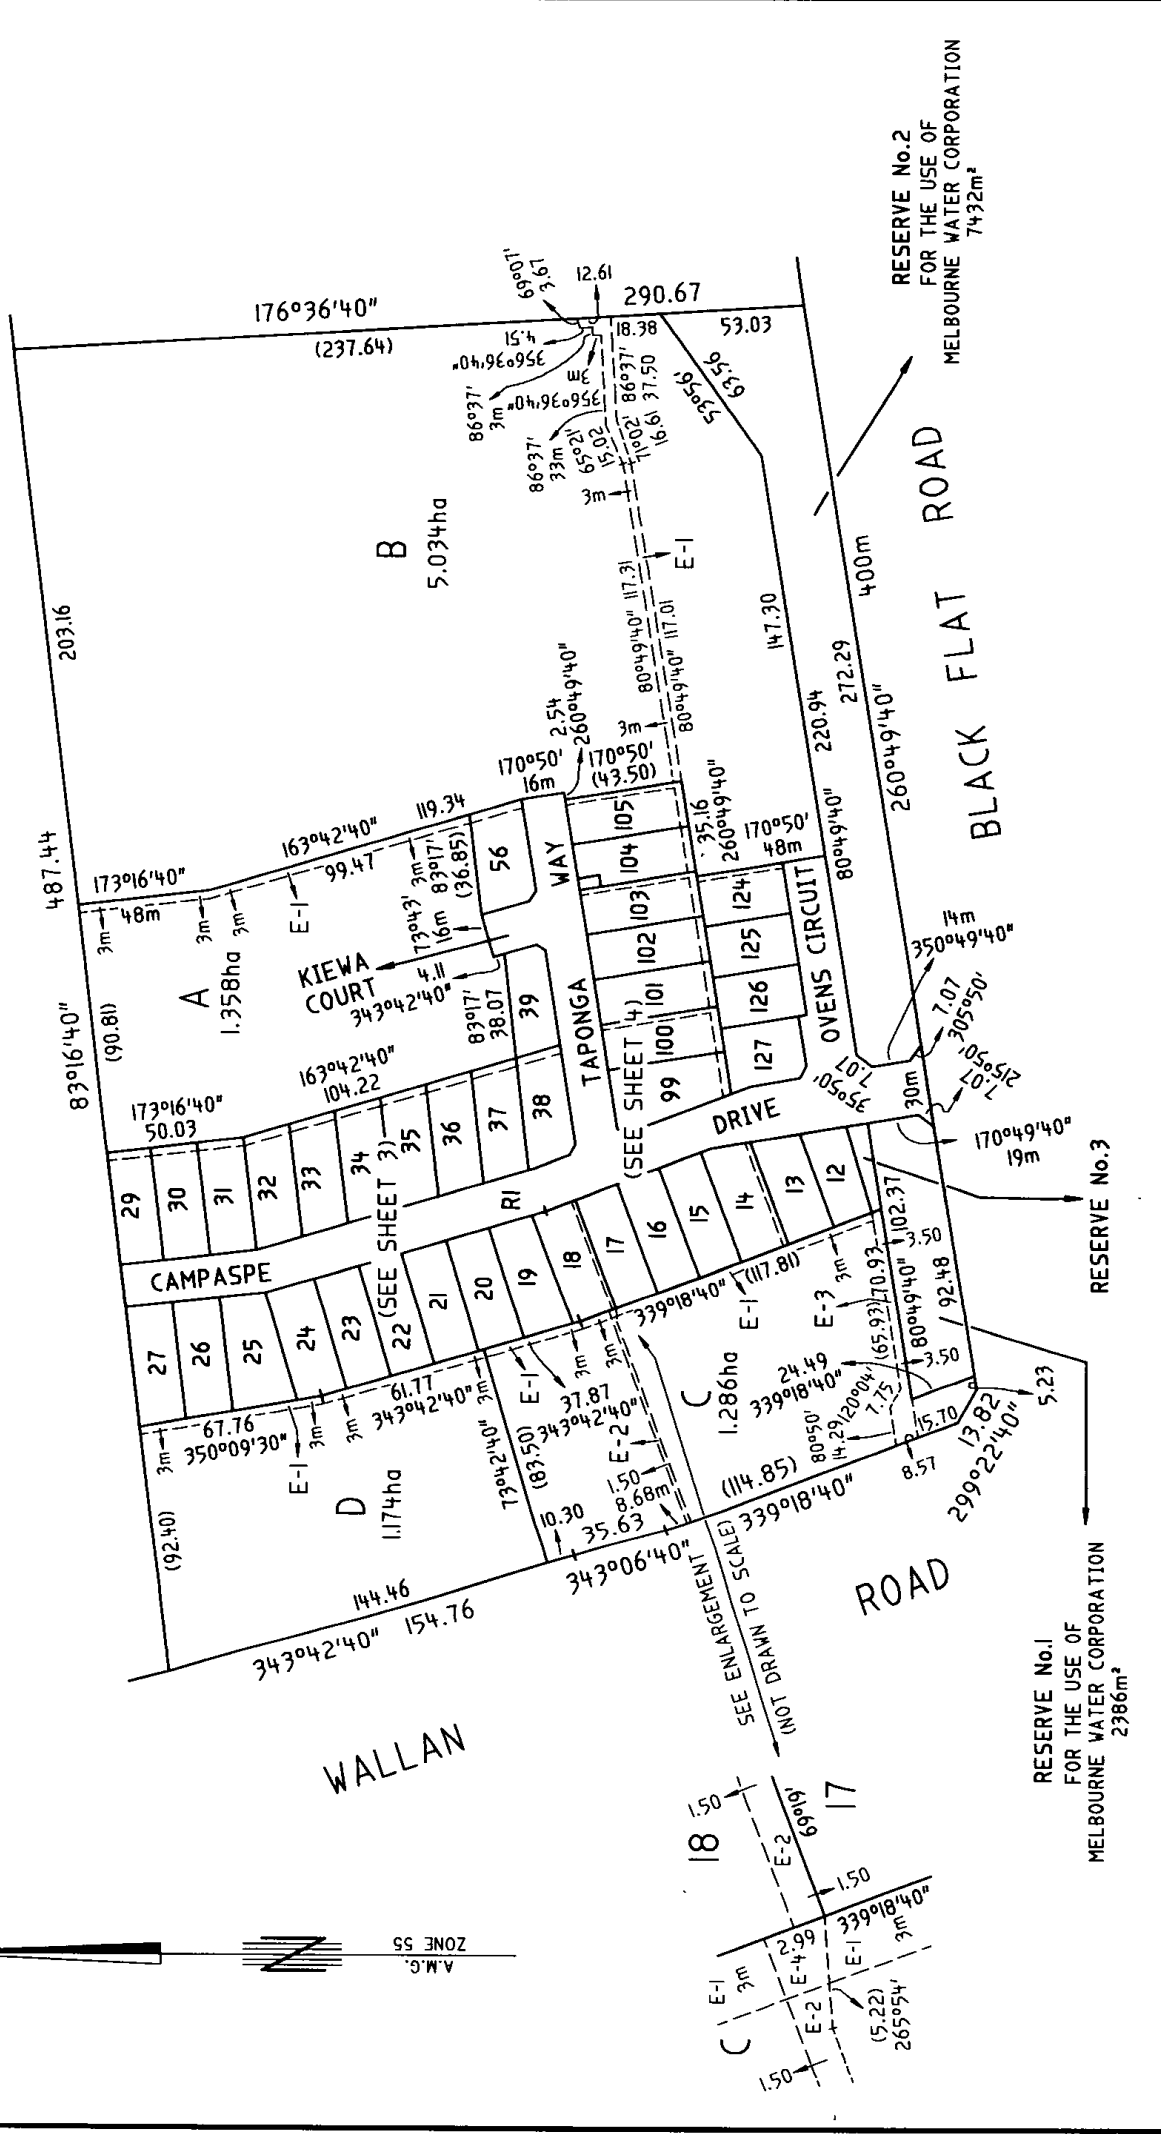 RESERVE No.2
FOR THE USE OF
MELBOURNE WATER CORPORATION
7432m²
176°36'40"
(237.64)
290.67
69°07'
3.67
12.61
4.51
356°36'40"
18.38
53.03
86°37'
3m
3m
356°36'40"
86°37'
37.50
53°56'
63.56
86°37'
33m
65°21'
15.02
71°02'
16.61
3m
203.16
B
5.034ha
80°49'40" 117.31
80°49'40" 117.01
E-1
3m
147.30
400m
BLACK FLAT ROAD
220.94
272.29
260°49'40"
487.44
83°16'40"
(90.81)
173°16'40"
48m
163°42'40"
119.34
99.47
3m
3m
3m
3m
E-1
A
1.358ha
170°50'
16m
2.54
260°49'40"
170°50'
(43.50)
83°17'
(36.85)
56
WAY
105
104
103
102
101
100
99
35.16
260°49'40"
170°50'
48m
80°49'40"
124
125
126
127
OVENS CIRCUIT
73°43'
16m
KIEWA
COURT
4.11
343°42'40"
83°17'
38.07
39
TAPONGA
(SEE SHEET 4)
14m
350°49'40"
7.07
305°50'
35°50'
7.07
30m
7.07
215°50'
170°49'40"
19m
DRIVE
163°42'40"
104.22
173°16'40"
50.03
29
30
31
32
33
34
35
36
37
38
(SEE SHEET 3)
CAMPASPE
RI
27
26
25
24
23
22
21
20
19
18
17
16
15
14
13
12
RESERVE No.3
102.37
3.50
70.93
(65.93)
80°49'40"
92.48
3.50
3m
E-3
(117.81)
339°18'40"
E-1
C
1.286ha
24.49
339°18'40"
120°04'
7.75
80°50'
14.29
15.70
8.57
13.82
299°22'40"
5.23
(114.85)
339°18'40"
3m
67.76
350°09'30"
E-1
3m
3m
61.77
343°42'40"
3m
E-1
37.87
343°42'40"
3m
3m
E-2
1.50
8.68m
73°42'40"
(83.50)
D
1.174ha
(92.40)
10.30
35.63
343°06'40"
144.46
154.76
343°42'40"
WALLAN
ROAD
SEE ENLARGEMENT
(NOT DRAWN TO SCALE)
RESERVE No.1
FOR THE USE OF
MELBOURNE WATER CORPORATION
2386m²
18
17
1.50
69°19'
E-2
1.50
339°18'40"
2.99
E-4
E-1
3m
E-1
3m
E-2
C
1.50
(5.22)
265°54'
A.M.G.
ZONE 55